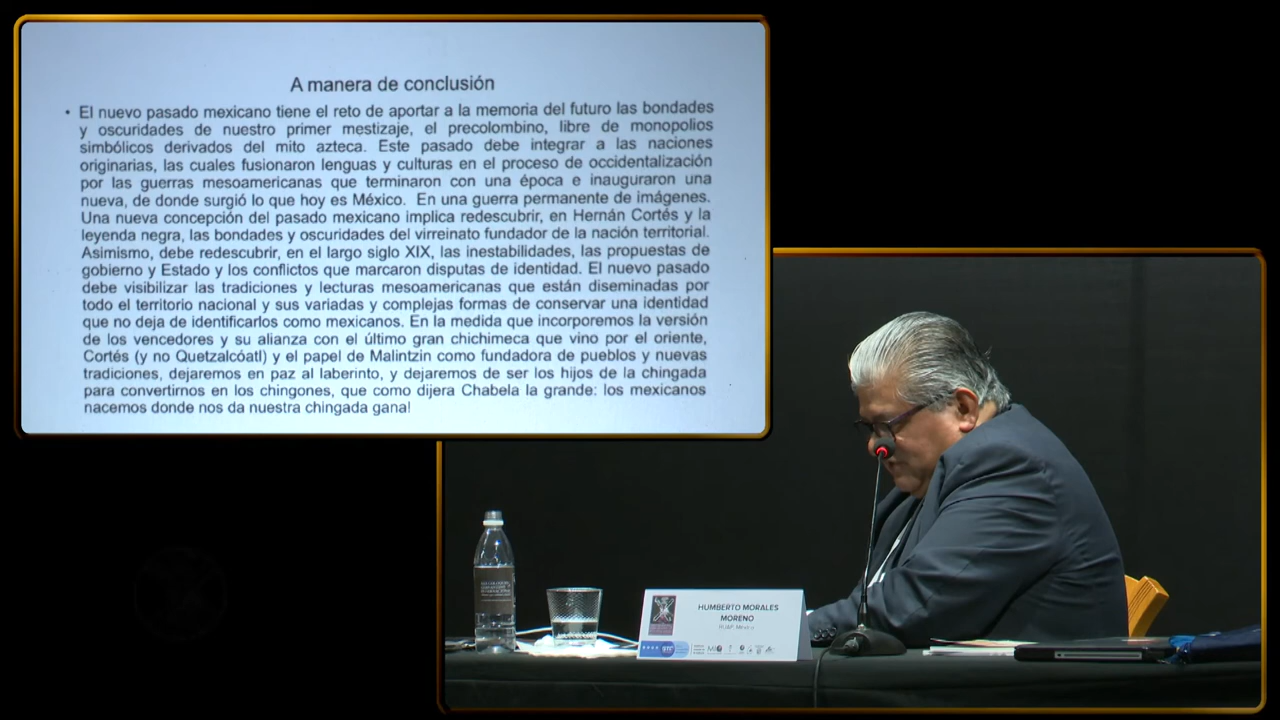 A manera de conclusión
• El nuevo pasado mexicano tiene el reto de aportar a la memoria del futuro las bondades
y oscuridades de nuestro primer mestizaje, el precolombino, libre de monopolios
simbólicos derivados del mito azteca. Este pasado debe integrar a las naciones
originarias, las cuales fusionaron lenguas y culturas en el proceso de occidentalización
por las guerras mesoamericanas que terminaron con una época e inauguraron una
nueva, de donde surgió lo que hoy es México. En una guerra permanente de imágenes.
Una nueva concepción del pasado mexicano implica redescubrir, en Hernán Cortés y la
leyenda negra, las bondades y oscuridades del virreinato fundador de la nación territorial.
Asimismo, debe redescubrir, en el largo siglo XIX, las inestabilidades, las propuestas de
gobierno y Estado y los conflictos que marcaron disputas de identidad. El nuevo pasado
debe visibilizar las tradiciones y lecturas mesoamericanas que están diseminadas por
todo el territorio nacional y sus variadas y complejas formas de conservar una identidad
que no deja de identificarlos como mexicanos. En la medida que incorporemos la versión
de los vencedores y su alianza con el último gran chichimeca que vino por el oriente,
Cortés (y no Quetzalcóatl) y el papel de Malintzin como fundadora de pueblos y nuevas
tradiciones, dejaremos en paz al laberinto, y dejaremos de ser los hijos de la chingada
para convertirnos en los chingones, que como dijera Chabela la grande: los mexicanos
nacemos donde nos da nuestra chingada gana!
HUMBERTO MORALES
MORENO